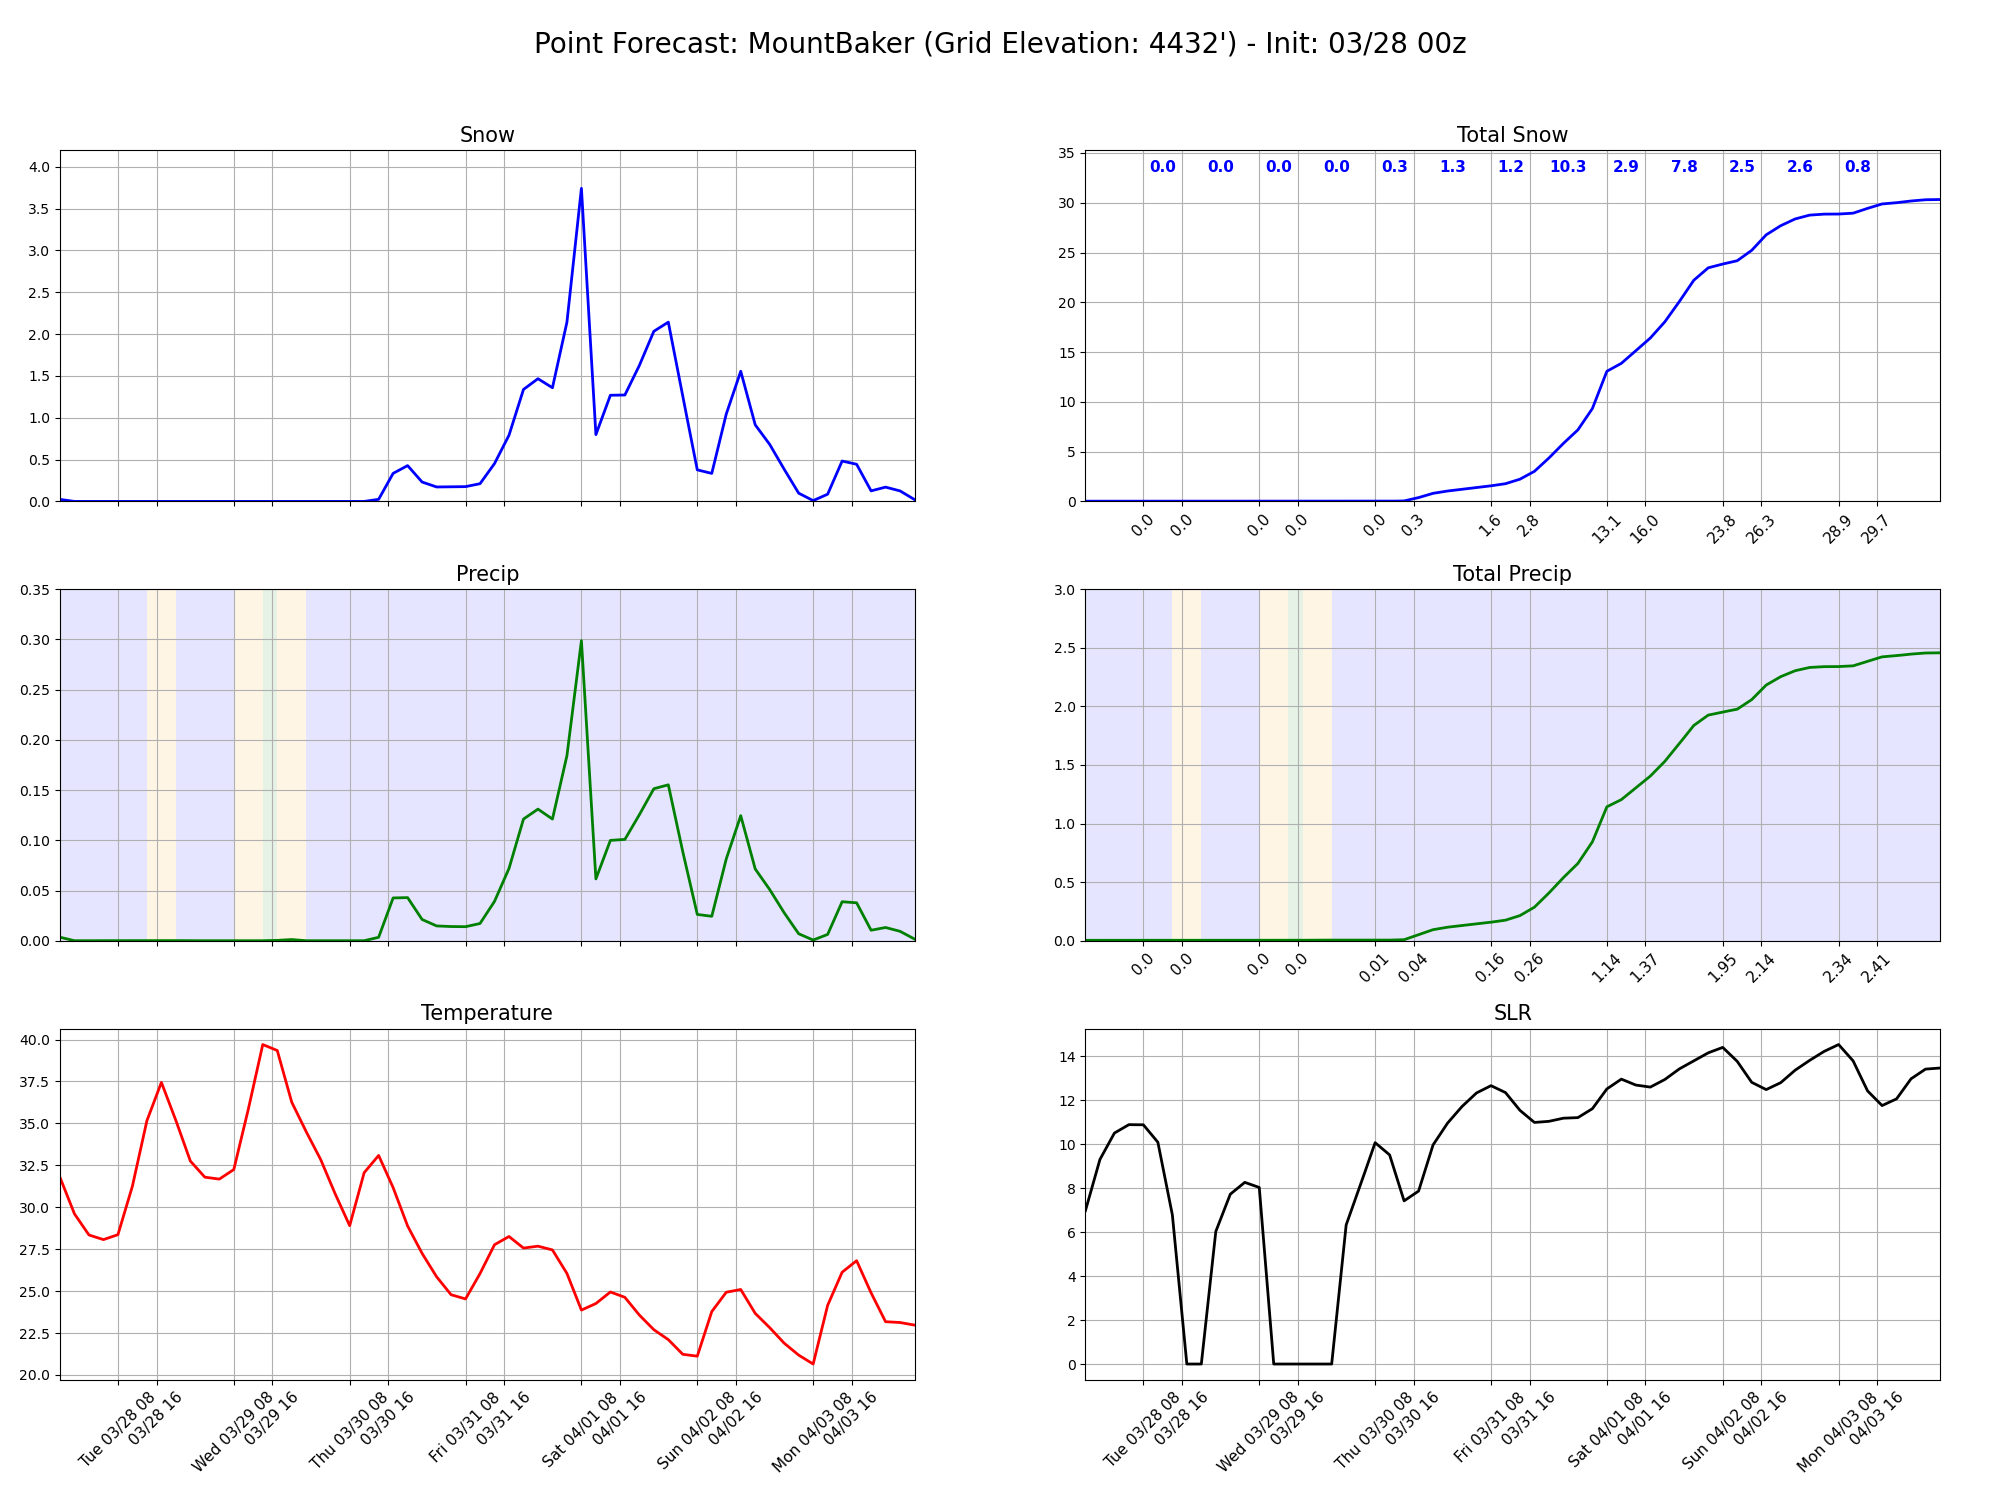 Point Forecast: MountBaker (Grid Elevation: 4432') - Init: 03/28 00z
Snow
4.0
3.5
3.0
2.5
2.0
1.5
1.0
0.5
0.0
Total Snow
35
30
25
20
15
10
5
0
0.0 0.0 0.0 0.0 0.3 1.3 1.2 10.3 2.9 7.8 2.5 2.6 0.8
0.0 0.0 0.0 0.0 0.0 0.3 1.6 2.8 13.1 16.0 23.8 26.3 28.9 29.7
Precip
0.35
0.30
0.25
0.20
0.15
0.10
0.05
0.00
Total Precip
3.0
2.5
2.0
1.5
1.0
0.5
0.0
0.0 0.0 0.0 0.0 0.01 0.04 0.16 0.26 1.14 1.37 1.95 2.14 2.34 2.41
Temperature
40.0
37.5
35.0
32.5
30.0
27.5
25.0
22.5
20.0
Tue 03/28 08
03/28 16
Wed 03/29 08
03/29 16
Thu 03/30 08
03/30 16
Fri 03/31 08
03/31 16
Sat 04/01 08
04/01 16
Sun 04/02 08
04/02 16
Mon 04/03 08
04/03 16
SLR
14
12
10
8
6
4
2
0
Tue 03/28 08
03/28 16
Wed 03/29 08
03/29 16
Thu 03/30 08
03/30 16
Fri 03/31 08
03/31 16
Sat 04/01 08
04/01 16
Sun 04/02 08
04/02 16
Mon 04/03 08
04/03 16